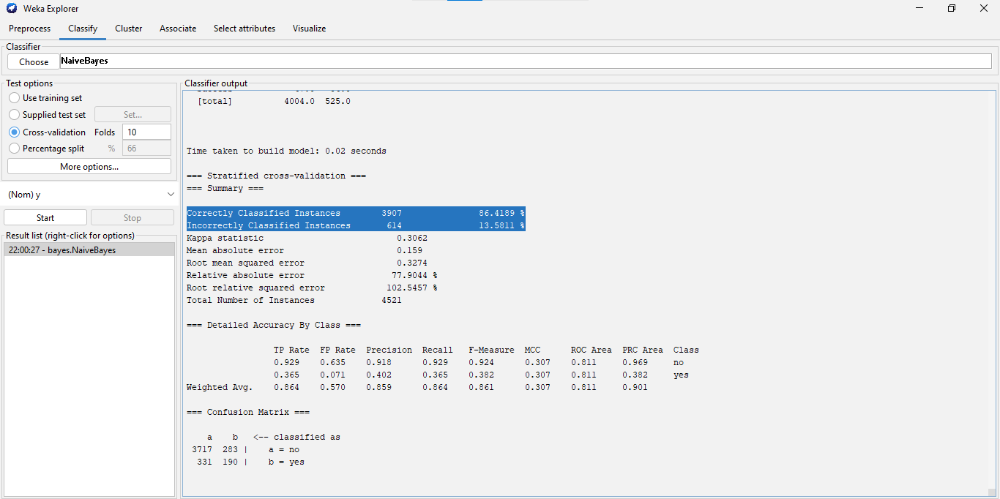 Weka Explorer
Preprocess Classify Cluster Associate Select attributes Visualize
Classifier
Choose NaiveBayes
Test options
Use training set
Supplied test set Set...
Cross-validation Folds 10
Percentage split % 66
More options...
(Nom) y
Start Stop
Result list (right-click for options)
22:00:27 - bayes.NaiveBayes
Classifier output
[total] 4004.0 525.0
Time taken to build model: 0.02 seconds
=== Stratified cross-validation ===
=== Summary ===
Correctly Classified Instances 3907 86.4189 %
Incorrectly Classified Instances 614 13.5811 %
Kappa statistic 0.3062
Mean absolute error 0.159
Root mean squared error 0.3274
Relative absolute error 77.9044 %
Root relative squared error 102.5457 %
Total Number of Instances 4521
=== Detailed Accuracy By Class ===
TP Rate FP Rate Precision Recall F-Measure MCC ROC Area PRC Area Class
0.929 0.635 0.918 0.929 0.924 0.307 0.811 0.969 no
0.365 0.071 0.402 0.365 0.382 0.307 0.811 0.382 yes
Weighted Avg. 0.864 0.570 0.859 0.864 0.861 0.307 0.811 0.901
=== Confusion Matrix ===
a b <-- classified as
3717 283 | a = no
331 190 | b = yes